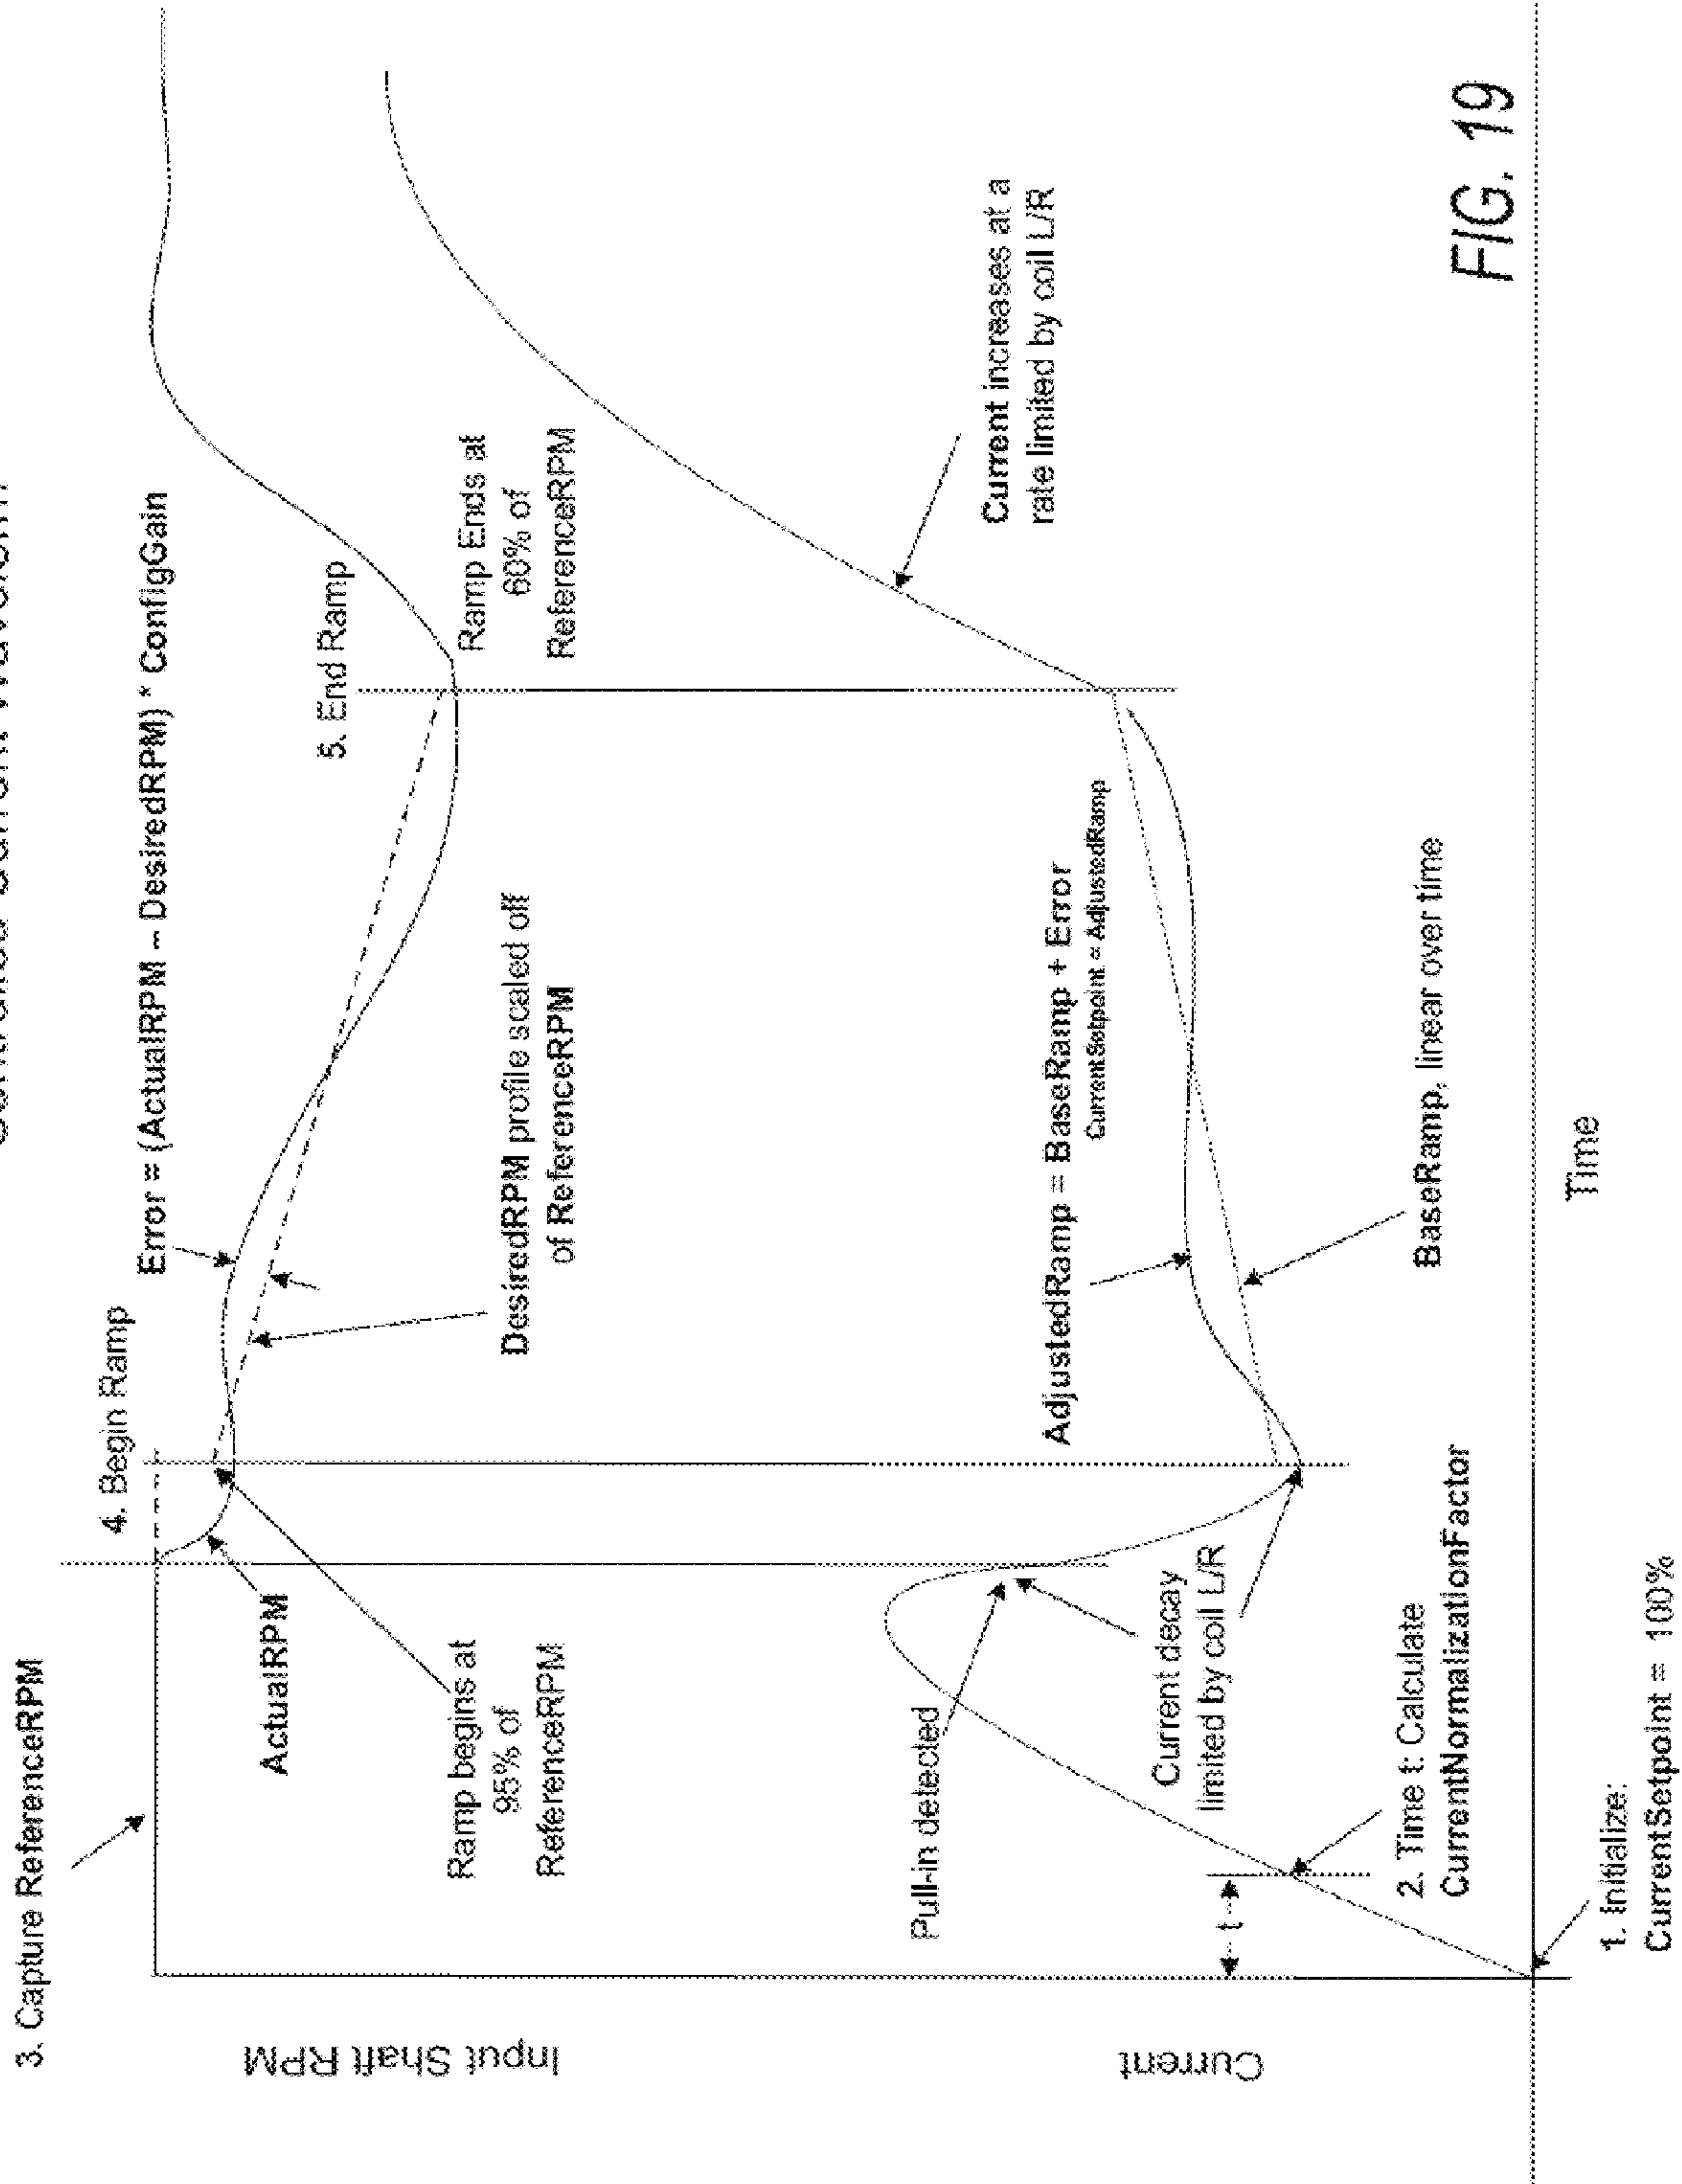 3. Capture ReferenceRPM
4. Begin Ramp
Error = (ActualRPM – DesiredRPM) * ConfigGain
5. End Ramp
Input Shaft RPM
ActualRPM
Ramp begins at
95% of
ReferenceRPM
DesiredRPM profile scaled off
of ReferenceRPM
Ramp Ends at
60% of
ReferenceRPM
Current
Pull-in detected
Current decay
limited by coil L/R
AdjustedRamp = BaseRamp + Error
CurrentSetpoint ∝ AdjustedRamp
Current increases at a
rate limited by coil L/R
t
2. Time t: Calculate
CurrentNormalizationFactor
BaseRamp, linear over time
1. Initialize:
CurrentSetpoint = 100%
Time
FIG. 19